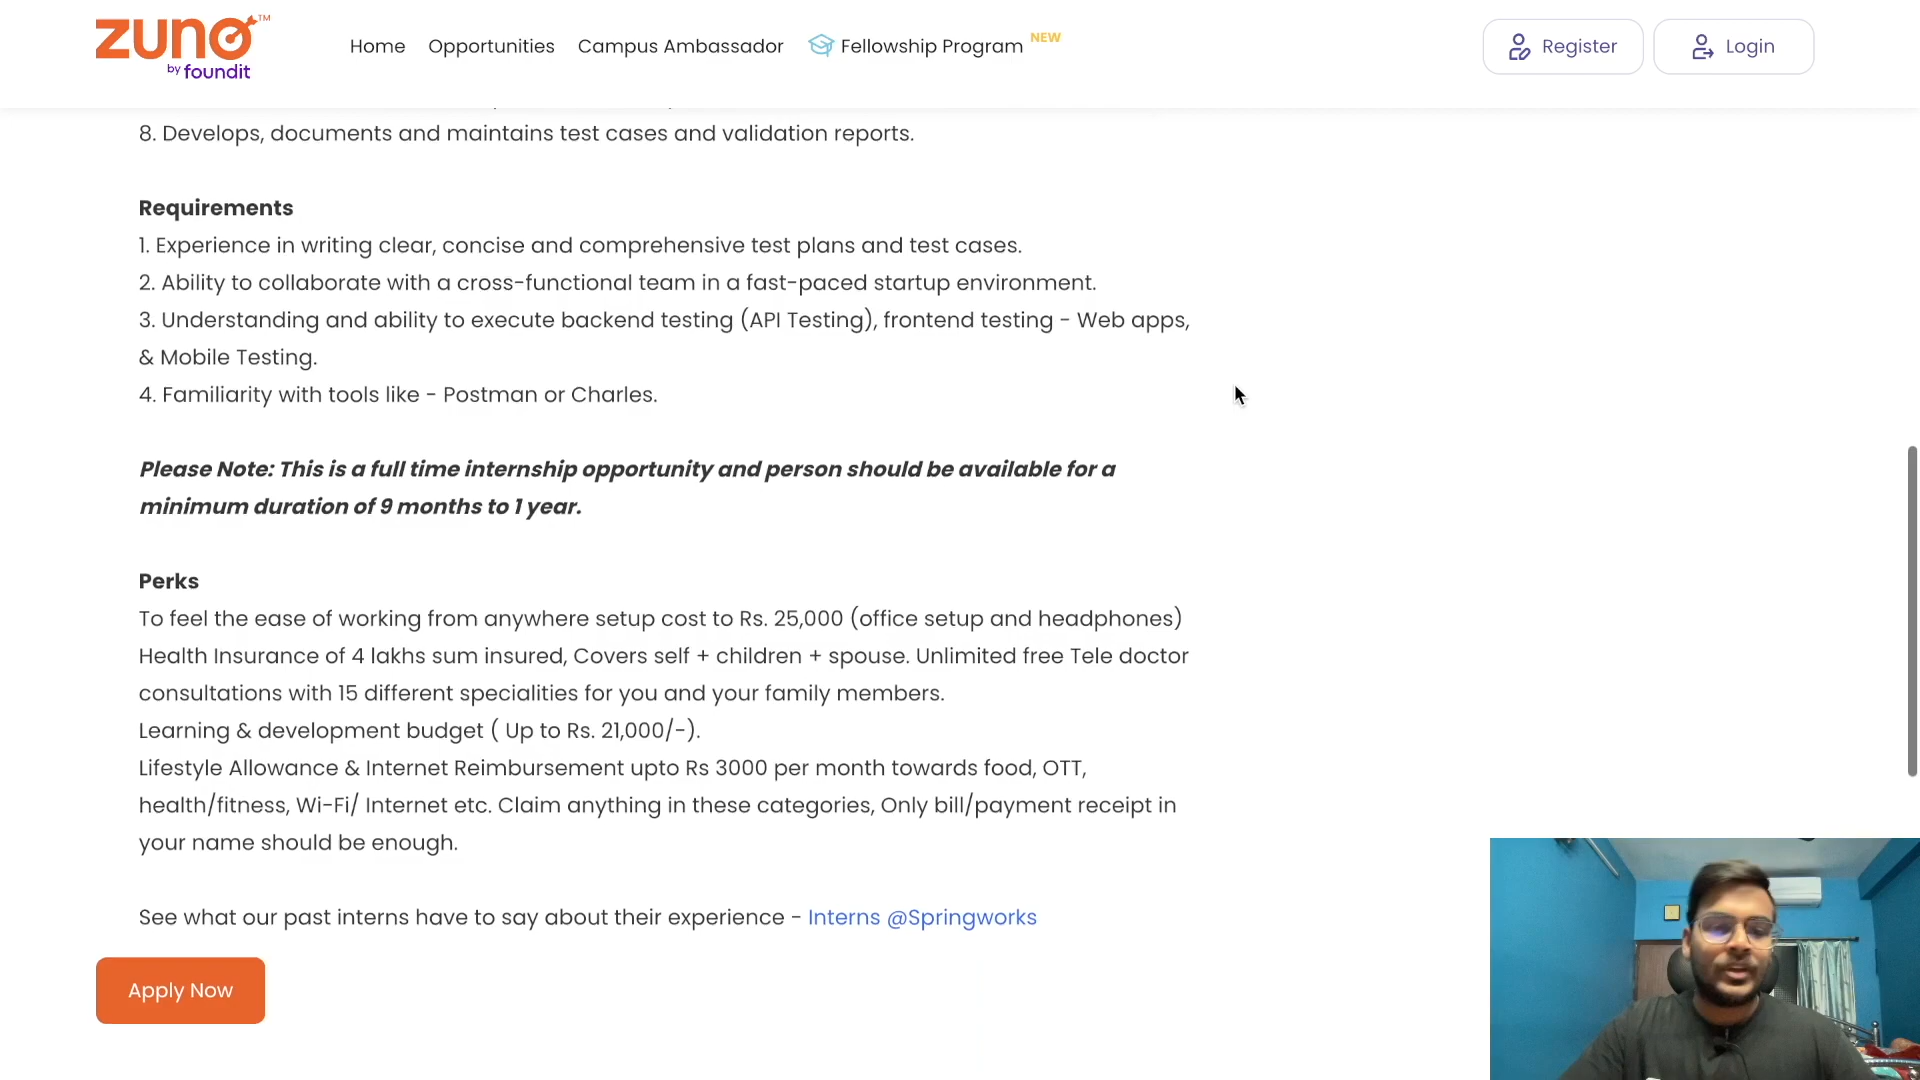 zuno™
by foundit
Home
Opportunities
Campus Ambassador
Fellowship Program
NEW
Register
Login
8. Develops, documents and maintains test cases and validation reports.
Requirements
1. Experience in writing clear, concise and comprehensive test plans and test cases.
2. Ability to collaborate with a cross-functional team in a fast-paced startup environment.
3. Understanding and ability to execute backend testing (API Testing), frontend testing - Web apps,
& Mobile Testing.
4. Familiarity with tools like - Postman or Charles.
Please Note: This is a full time internship opportunity and person should be available for a
minimum duration of 9 months to 1 year.
Perks
To feel the ease of working from anywhere setup cost to Rs. 25,000 (office setup and headphones)
Health Insurance of 4 lakhs sum insured, Covers self + children + spouse. Unlimited free Tele doctor
consultations with 15 different specialities for you and your family members.
Learning & development budget ( Up to Rs. 21,000/-).
Lifestyle Allowance & Internet Reimbursement upto Rs 3000 per month towards food, OTT,
health/fitness, Wi-Fi/ Internet etc. Claim anything in these categories, Only bill/payment receipt in
your name should be enough.
See what our past interns have to say about their experience - Interns @Springworks
Apply Now